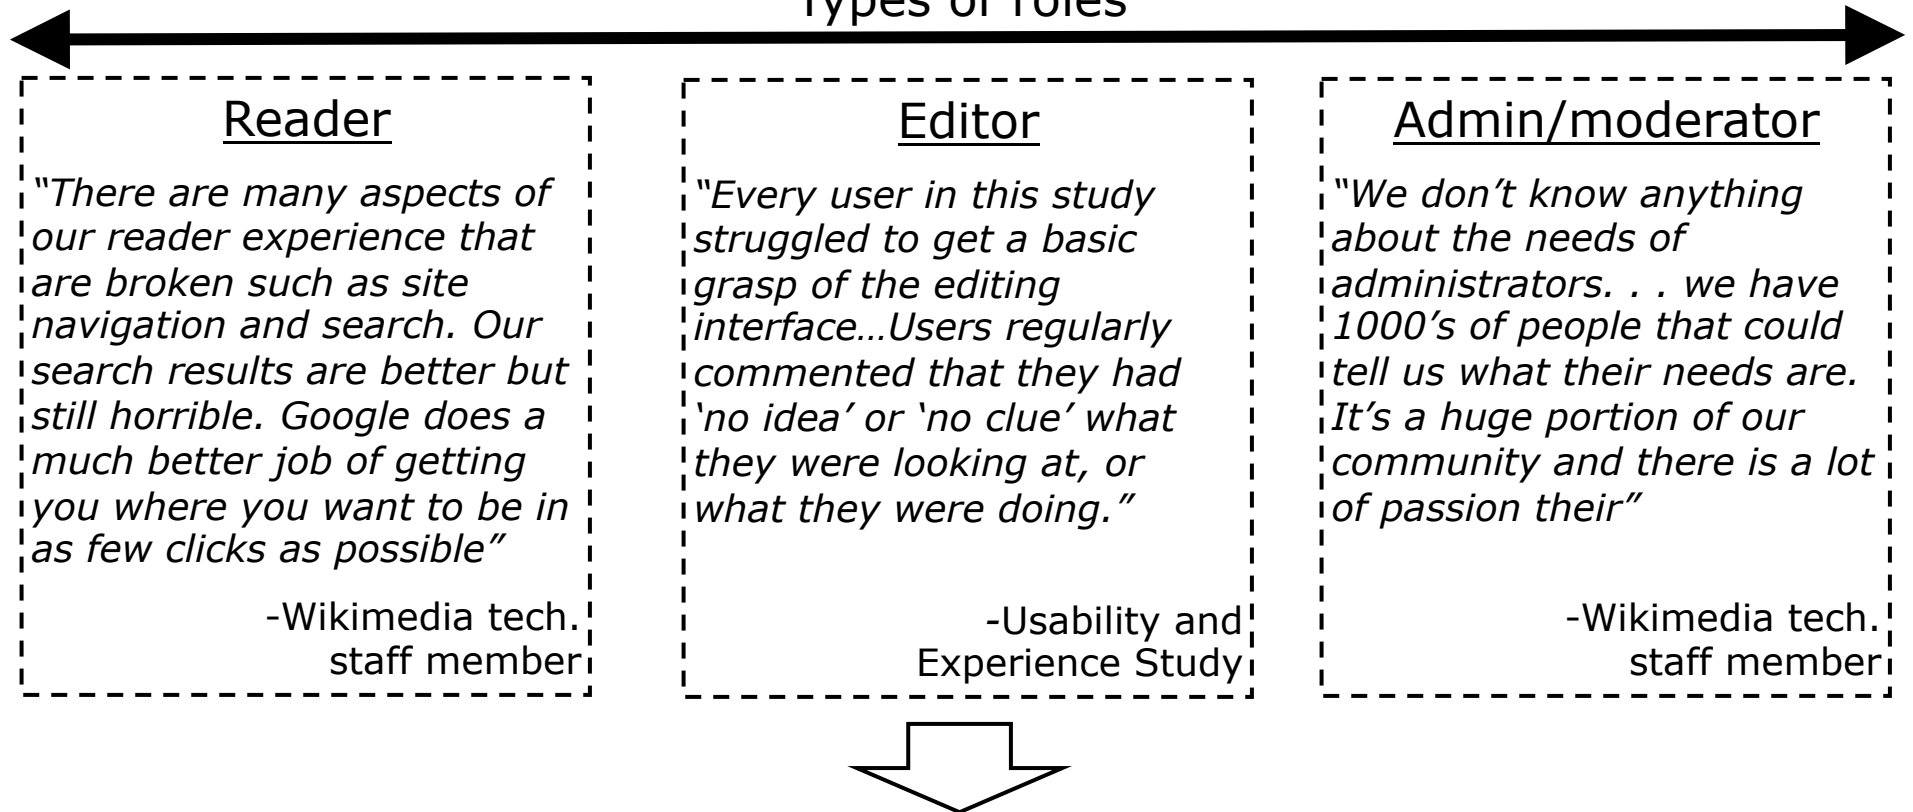 Types of roles
Reader
“There are many aspects of
our reader experience that
are broken such as site
navigation and search. Our
search results are better but
still horrible. Google does a
much better job of getting
you where you want to be in
as few clicks as possible”
-Wikimedia tech.
staff member
Editor
“Every user in this study
struggled to get a basic
grasp of the editing
interface…Users regularly
commented that they had
‘no idea’ or ‘no clue’ what
they were looking at, or
what they were doing.”
-Usability and
Experience Study
Admin/moderator
“We don’t know anything
about the needs of
administrators. . . we have
1000’s of people that could
tell us what their needs are.
It’s a huge portion of our
community and there is a lot
of passion their”
-Wikimedia tech.
staff member